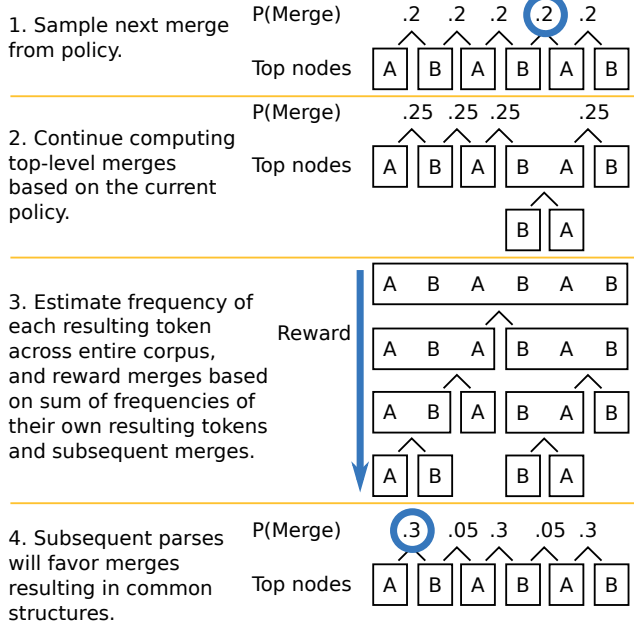 P(Merge) .2 .2 .2 .2 .2
1. Sample next merge
from policy.
Top nodes A B A B A B
P(Merge) .25 .25 .25 .25
2. Continue computing
top-level merges
based on the current
policy.
Top nodes A B A B A B
B A
A B A B A B
3. Estimate frequency of
each resulting token
across entire corpus,
and reward merges based
on sum of frequencies of
their own resulting tokens
and subsequent merges.
Reward
A B A B A B
A B A B A B
A B B A
P(Merge) .3 .05 .3 .05 .3
4. Subsequent parses
will favor merges
resulting in common
structures.
Top nodes A B A B A B